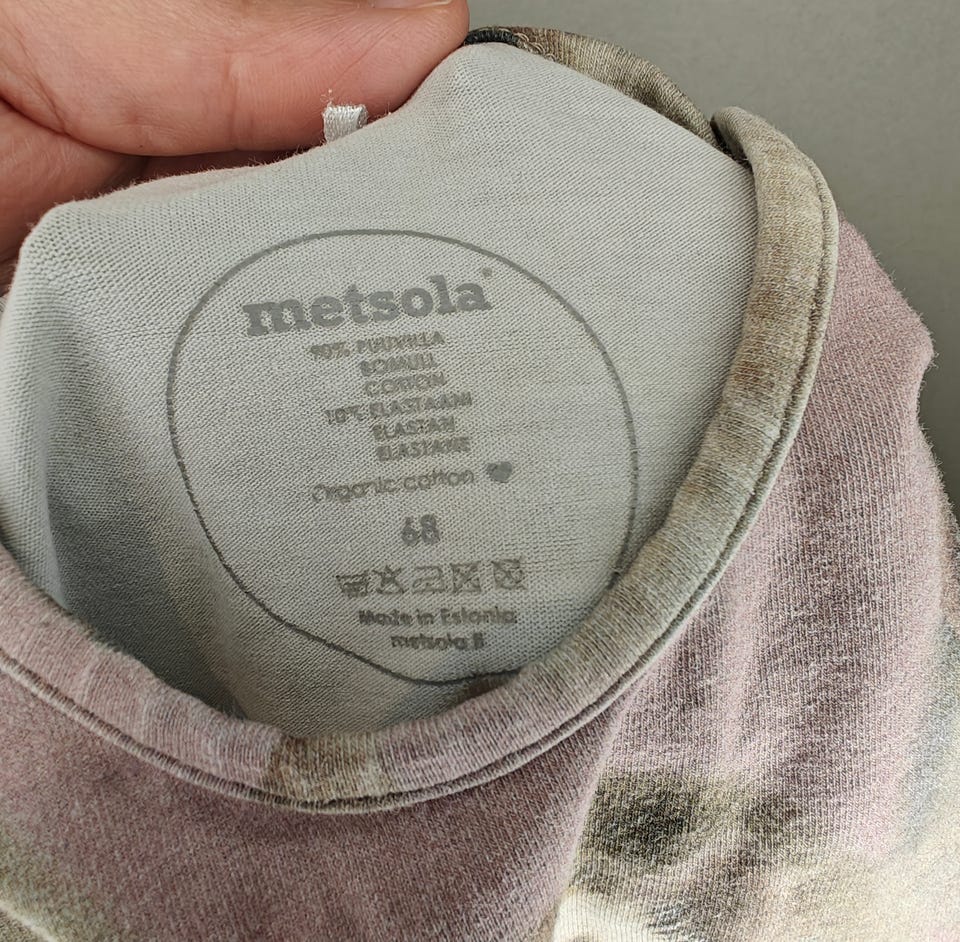 metsola
90% PUUVILLA
BOMULL
COTTON
10% ELASTAANI
ELASTAN
ELASTANE
Organic cotton
68
Made in Estonia
metsola.fi